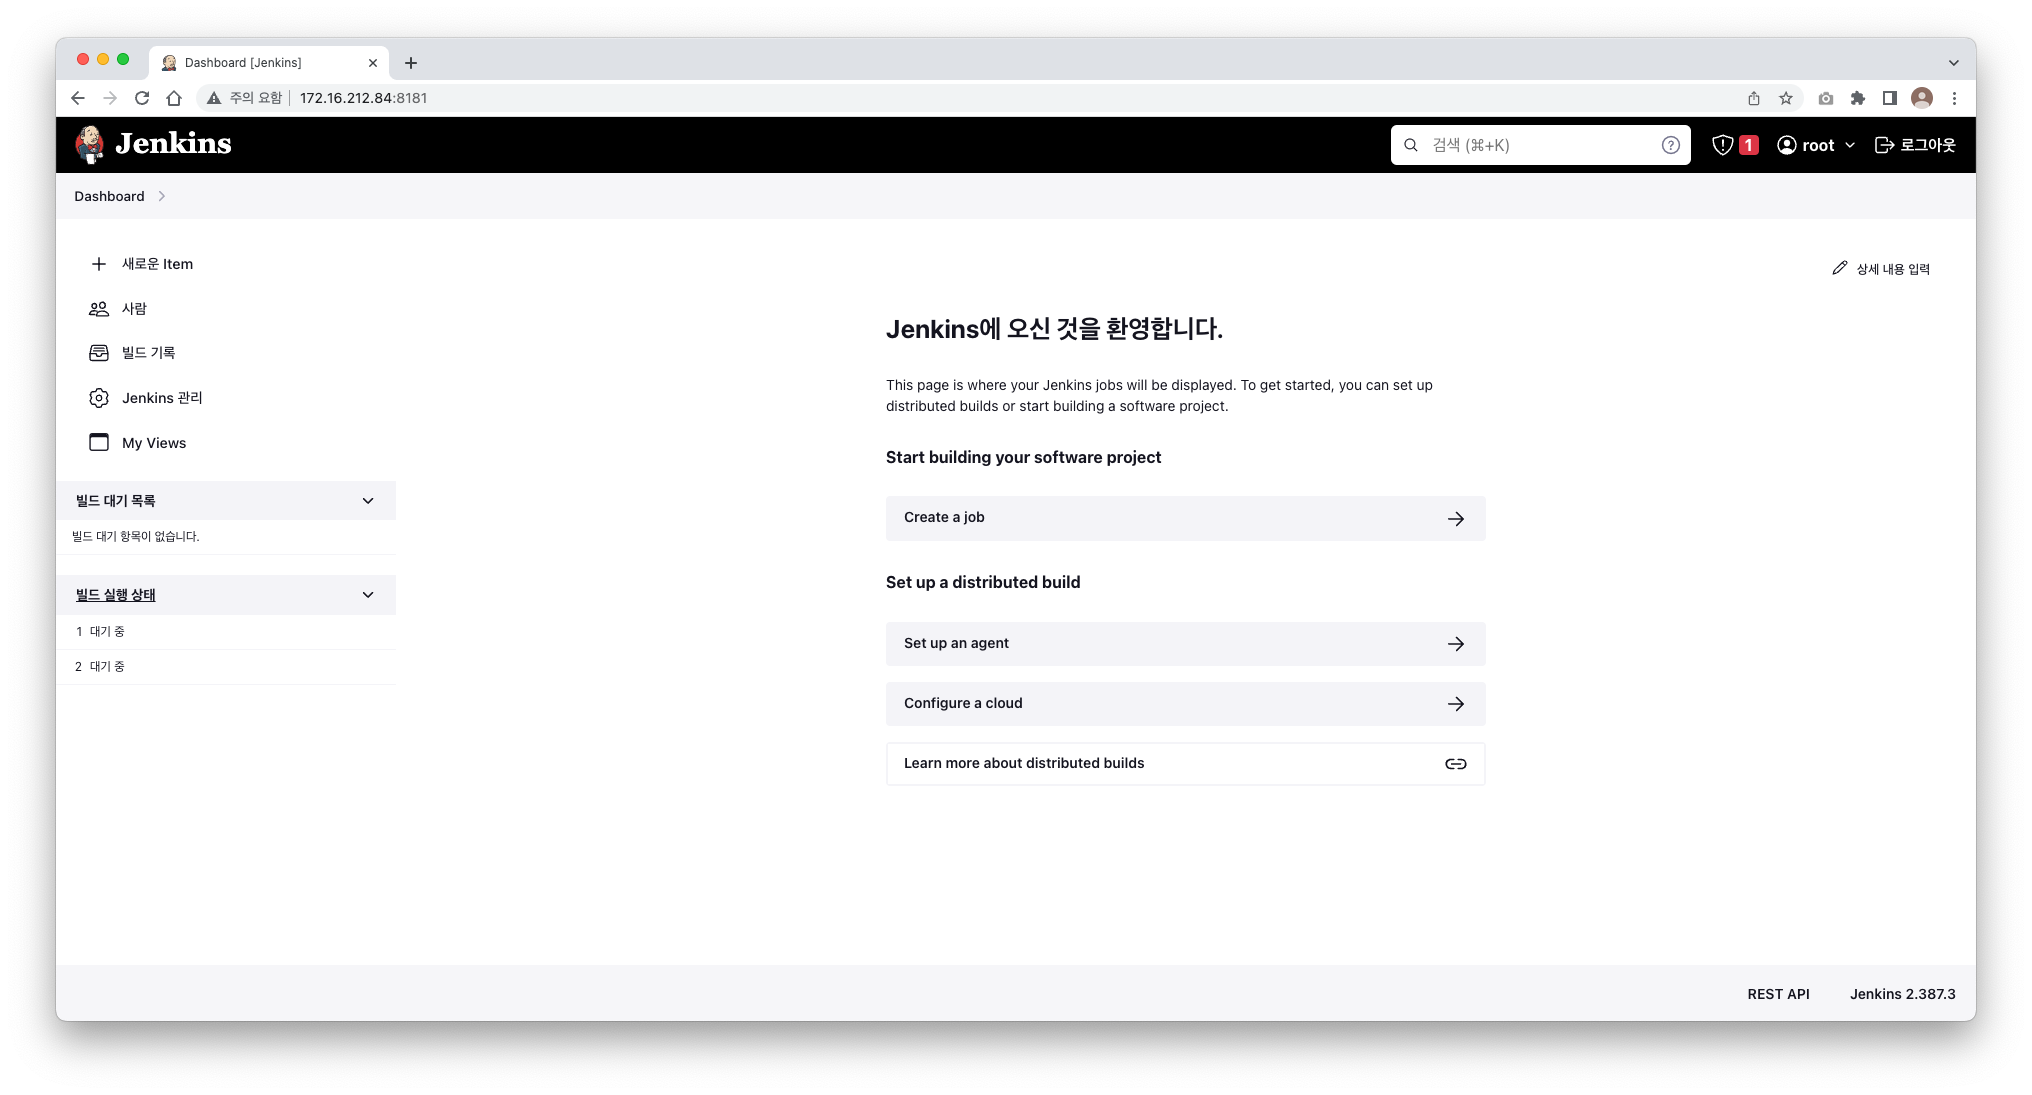 Dashboard [Jenkins]
주의 요함 172.16.212.84:8181
Jenkins
검색 (⌘+K)
1
root
로그아웃
Dashboard
새로운 Item
사람
빌드 기록
Jenkins 관리
My Views
빌드 대기 목록
빌드 대기 항목이 없습니다.
빌드 실행 상태
1 대기 중
2 대기 중
상세 내용 입력
Jenkins에 오신 것을 환영합니다.
This page is where your Jenkins jobs will be displayed. To get started, you can set up
distributed builds or start building a software project.
Start building your software project
Create a job
Set up a distributed build
Set up an agent
Configure a cloud
Learn more about distributed builds
REST API
Jenkins 2.387.3